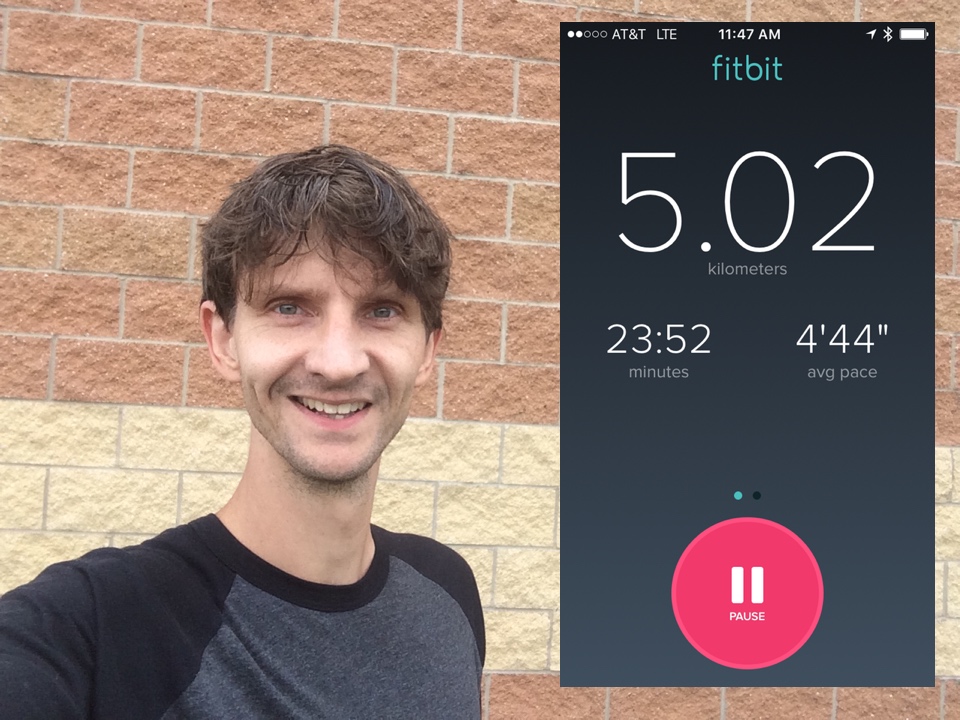 AT&T LTE 11:47 AM
fitbit
5.02
kilometers
23:52 4'44"
minutes avg pace
PAUSE